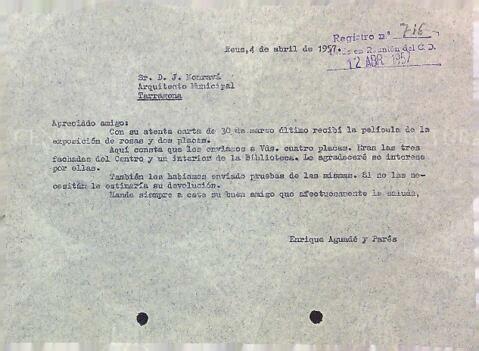 Registro nº 716
Reus, 4 de abril de 1957.
en Reunión del C. D.
12 ABR 1957
Sr. D. J. Monravá
Arquitecto Municipal
Tarragona
Apreciado amigo:
Con su atenta carta de 30 de marzo último recibí la película de la
exposición de rosas y dos placas.
Aquí consta que les enviamos a Vds. cuatro placas. Eran las tres
fachadas del Centro y un interior de la Biblioteca. Le agradeceré se interese
por ellas.
También les habíamos enviado pruebas de las mismas. Si no las ne-
cesitan le estimaría su devolución.
Mande siempre a este su buen amigo que afectuosamente le saluda,
Enrique Aguadé y Parés